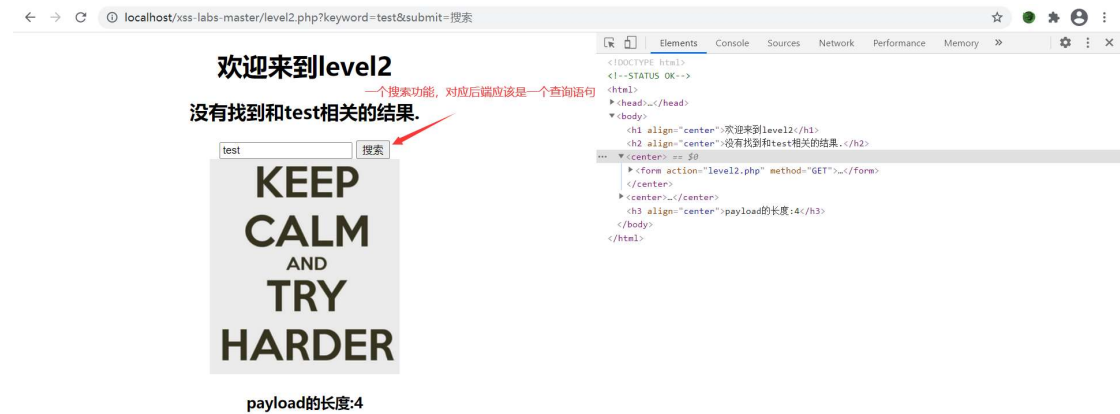 localhost/xss-labs-master/level2.php?keyword=test&submit=搜索
欢迎来到level2
一个搜索功能，对应后端应该是一个查询语句
没有找到和test相关的结果.
test 搜索
KEEP
CALM
AND
TRY
HARDER
payload的长度:4
Elements Console Sources Network Performance Memory »
<!DOCTYPE html>
<!--STATUS OK-->
<html>
▶<head>…</head>
▼<body>
<h1 align="center">欢迎来到level2</h1>
<h2 align="center">没有找到和test相关的结果.</h2>
… ▼<center> == $0
▶<form action="level2.php" method="GET">…</form>
</center>
▶<center>…</center>
<h3 align="center">payload的长度:4</h3>
</body>
</html>